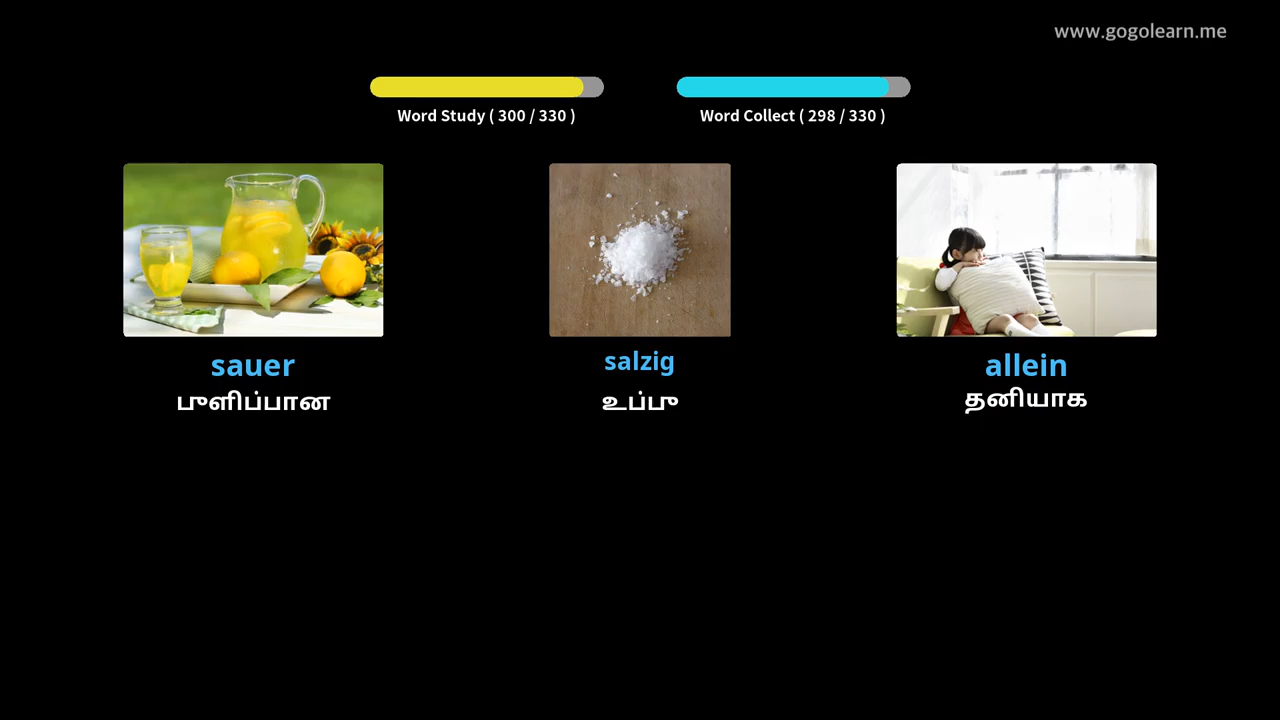 www.gogolearn.me
Word Study ( 300 / 330 )
Word Collect ( 298 / 330 )
sauer
புளிப்பான
salzig
உப்பு
allein
தனியாக